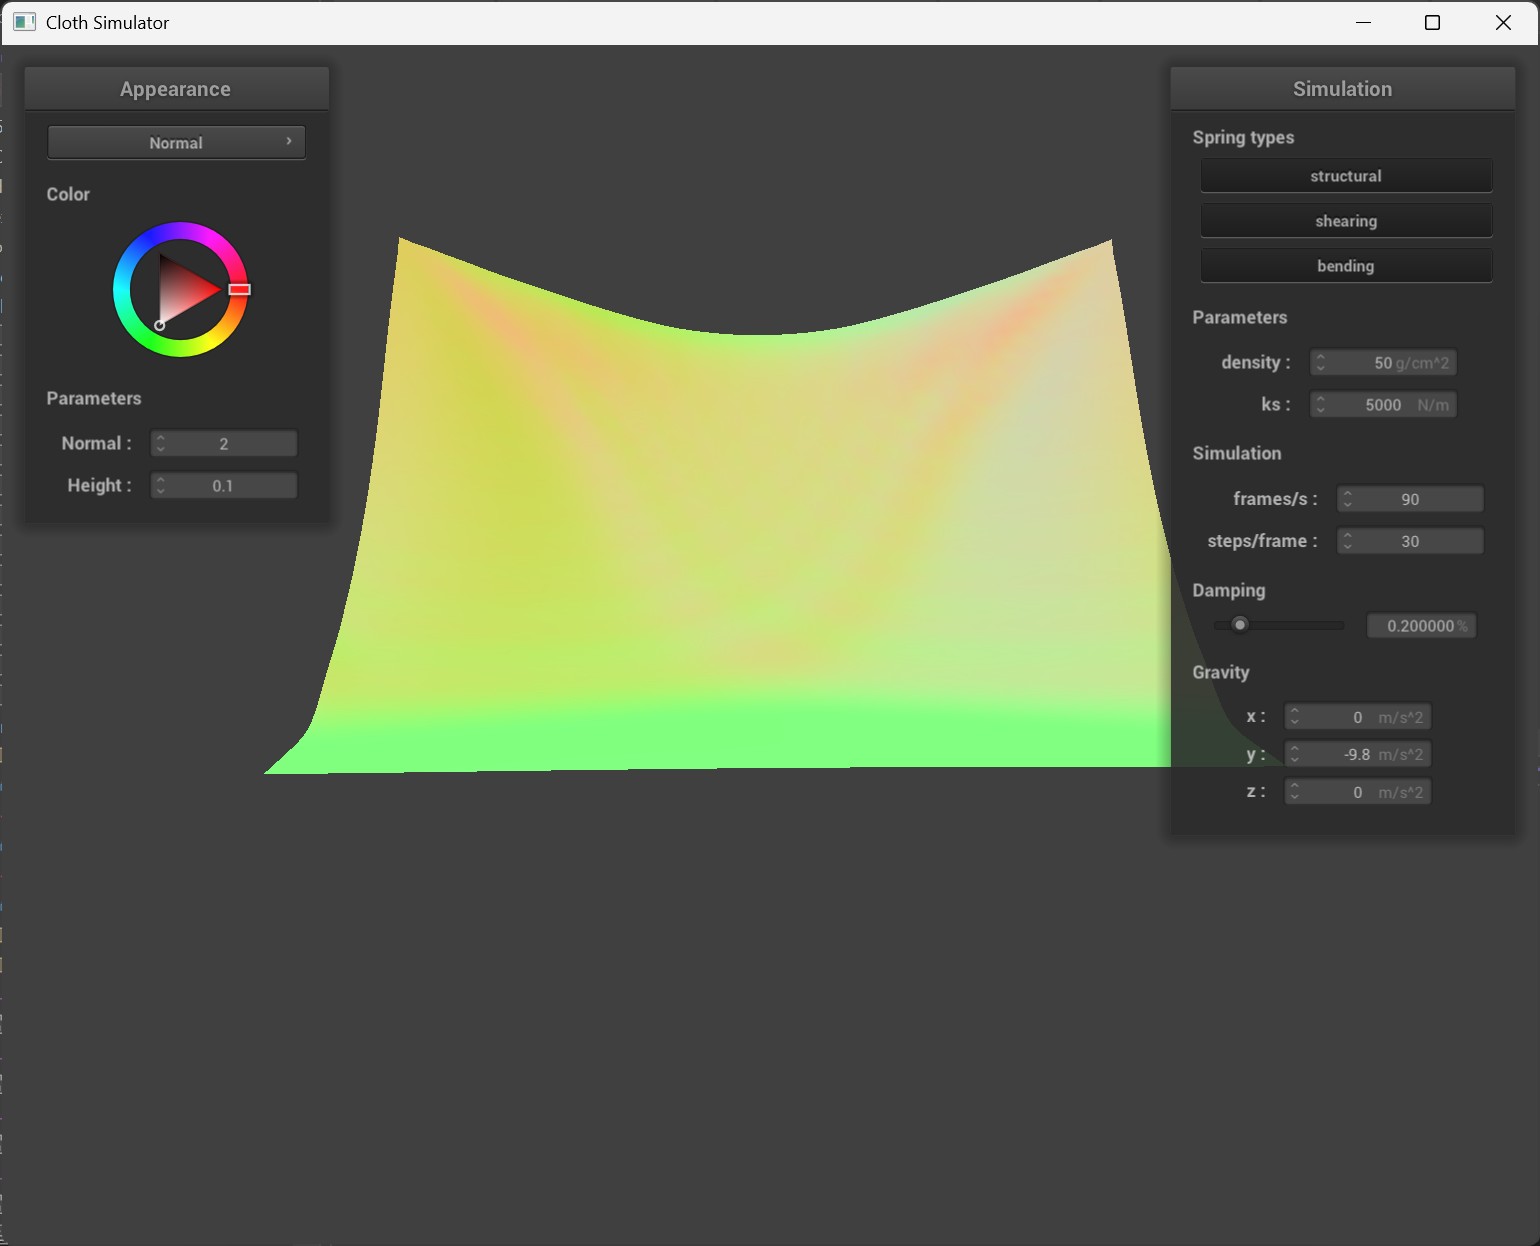 Cloth Simulator
Appearance
Normal
Color
Parameters
Normal : 2
Height : 0.1
Simulation
Spring types
structural
shearing
bending
Parameters
density : 50 g/cm^2
ks : 5000 N/m
Simulation
frames/s : 90
steps/frame : 30
Damping
0.200000 %
Gravity
x : 0 m/s^2
y : -9.8 m/s^2
z : 0 m/s^2